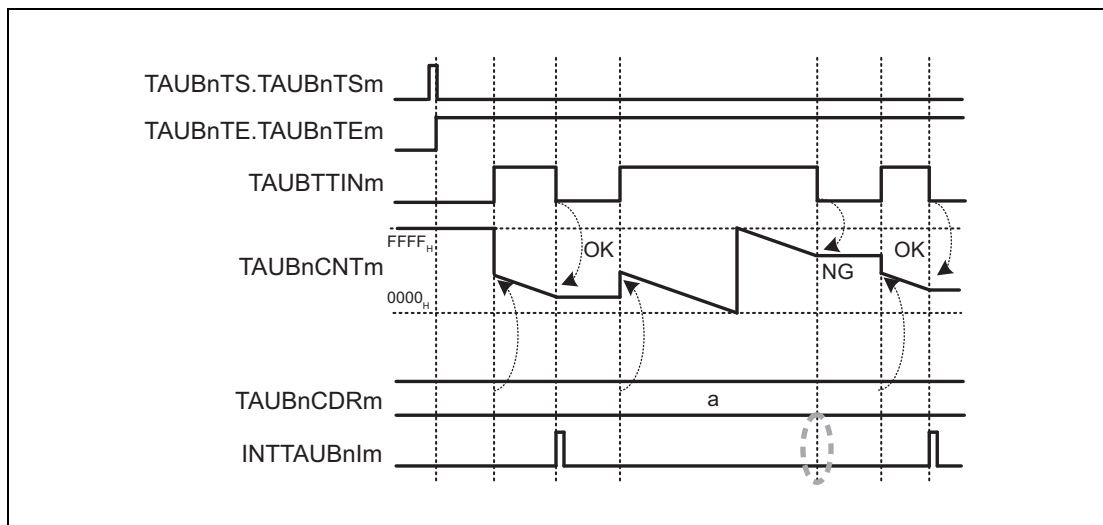 TAUBnTS.TAUBnTSm
TAUBnTE.TAUBnTEm
TAUBTTINm
FFFFH
OK
OK
TAUBnCNTm
NG
0000H
TAUBnCDRm
a
INTTAUBnIm